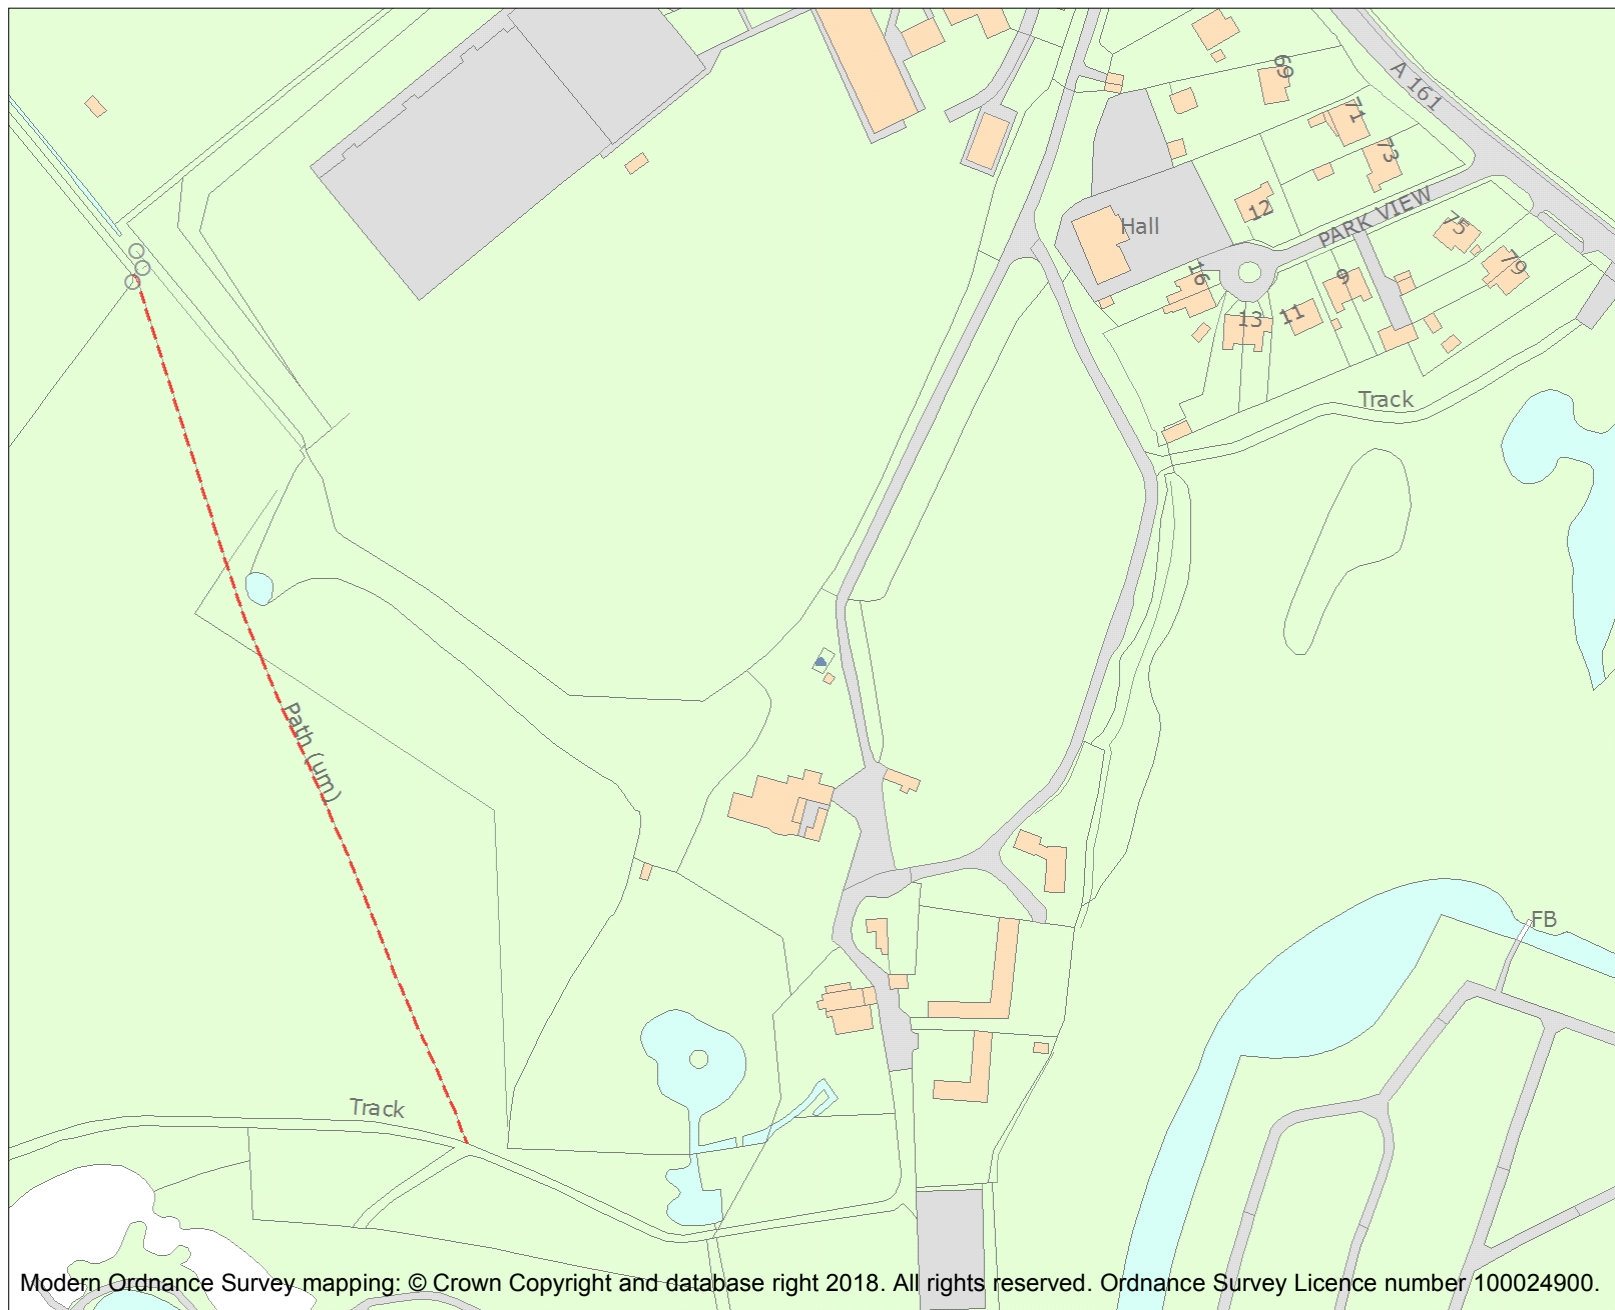 69
A 161
71
73
12
PARK VIEW
Hall
75
79
16
9
11
13
Track
Path (um)
FB
Track
Modern Ordnance Survey mapping: © Crown Copyright and database right 2018. All rights reserved. Ordnance Survey Licence number 100024900.